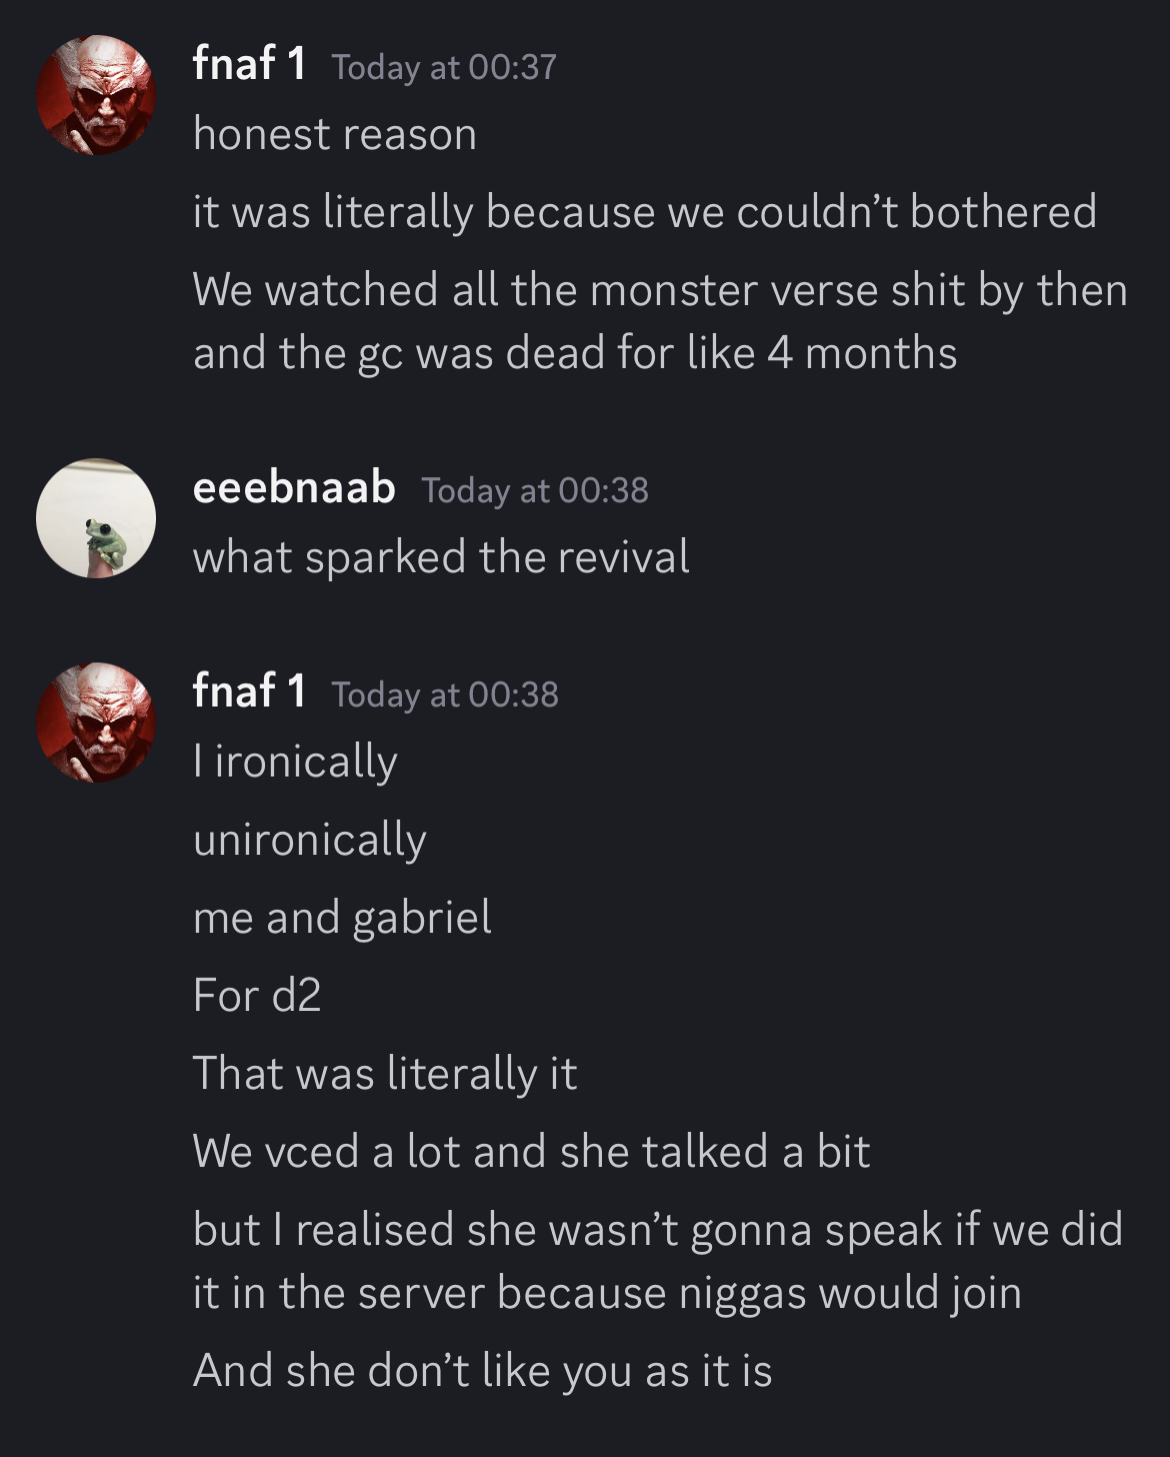 fnaf 1 Today at 00:37
honest reason
it was literally because we couldn’t bothered
We watched all the monster verse shit by then
and the gc was dead for like 4 months
eeebnaab Today at 00:38
what sparked the revival
fnaf 1 Today at 00:38
I ironically
unironically
me and gabriel
For d2
That was literally it
We vced a lot and she talked a bit
but I realised she wasn’t gonna speak if we did
it in the server because niggas would join
And she don’t like you as it is